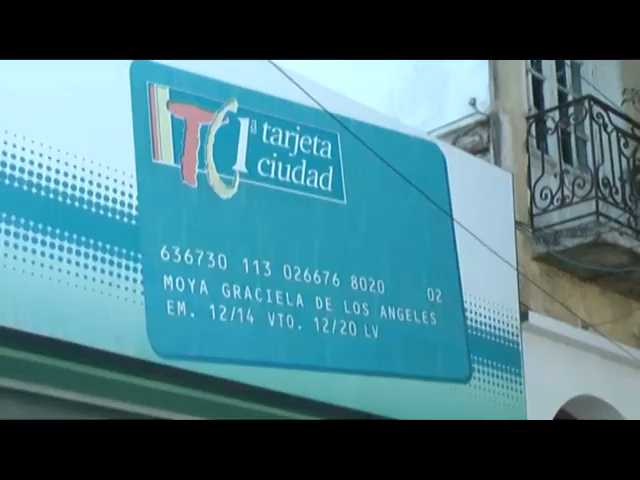 TC1ª tarjeta
ciudad
636730 113 026676 8020 02
MOYA GRACIELA DE LOS ANGELES
EM. 12/14 VTO. 12/20 LV